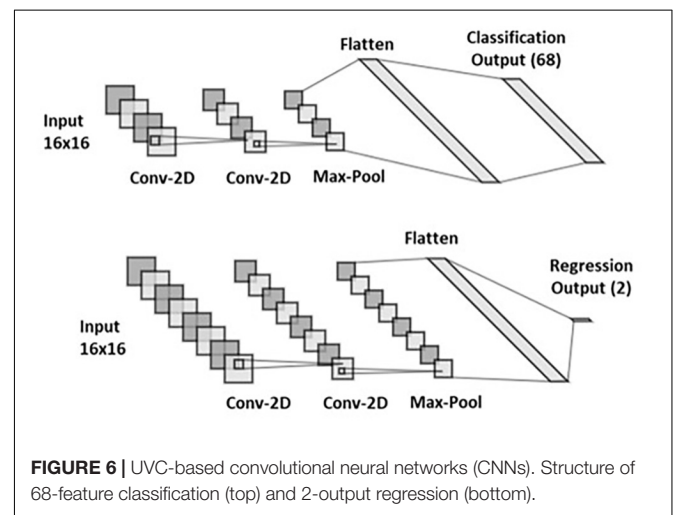 Flatten
Classification
Output (68)
Input
16x16
Conv-2D Conv-2D Max-Pool
Flatten
Regression
Output (2)
Input
16x16
Conv-2D Conv-2D Max-Pool
FIGURE 6 | UVC-based convolutional neural networks (CNNs). Structure of
68-feature classification (top) and 2-output regression (bottom).